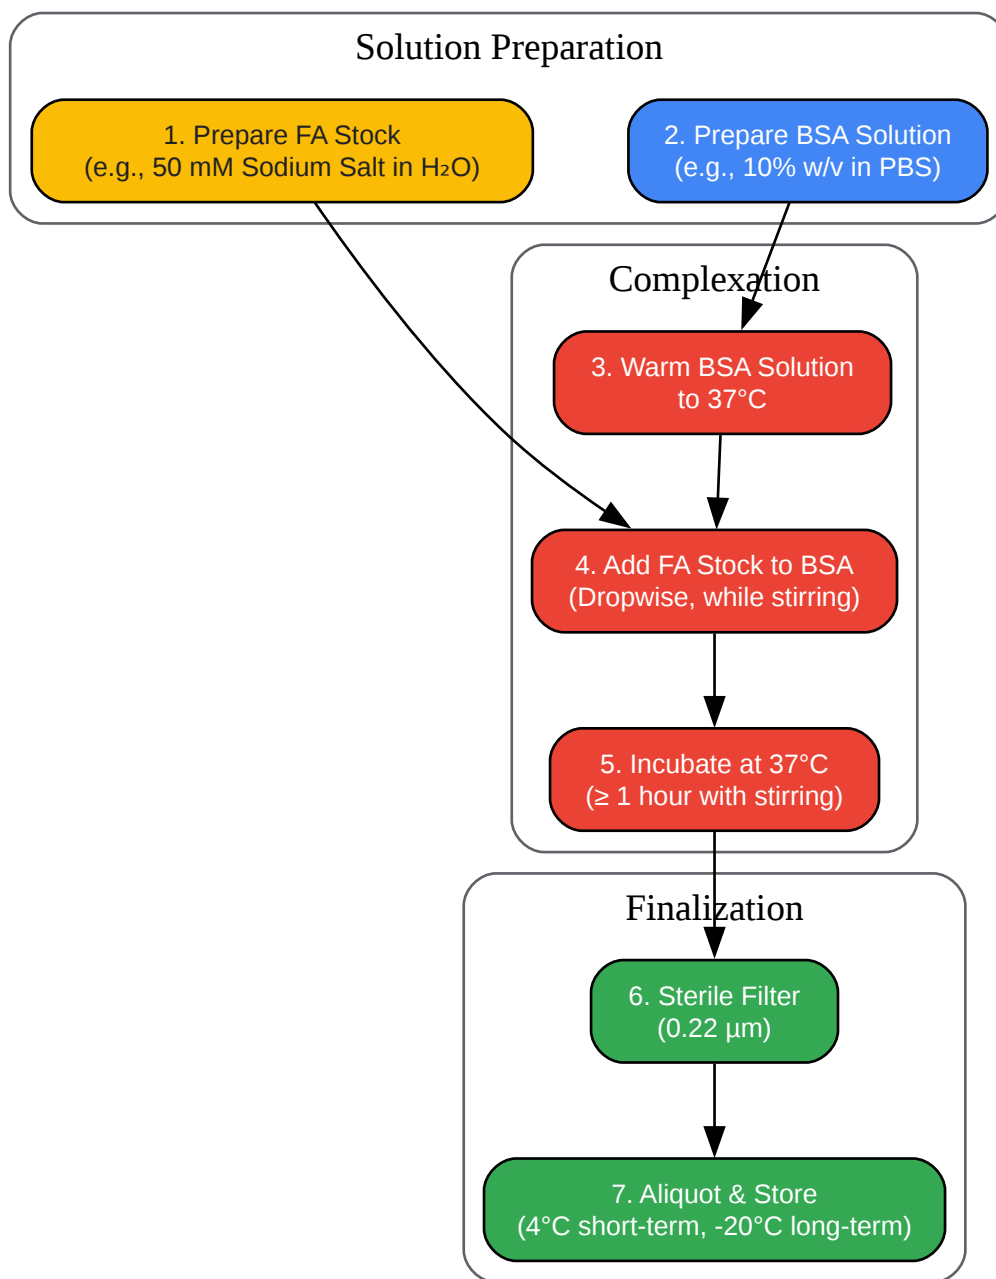 Solution Preparation
1. Prepare FA Stock
(e.g., 50 mM Sodium Salt in H₂O)
2. Prepare BSA Solution
(e.g., 10% w/v in PBS)
Complexation
3. Warm BSA Solution
to 37°C
4. Add FA Stock to BSA
(Dropwise, while stirring)
5. Incubate at 37°C
(≥ 1 hour with stirring)
Finalization
6. Sterile Filter
(0.22 µm)
7. Aliquot & Store
(4°C short-term, -20°C long-term)